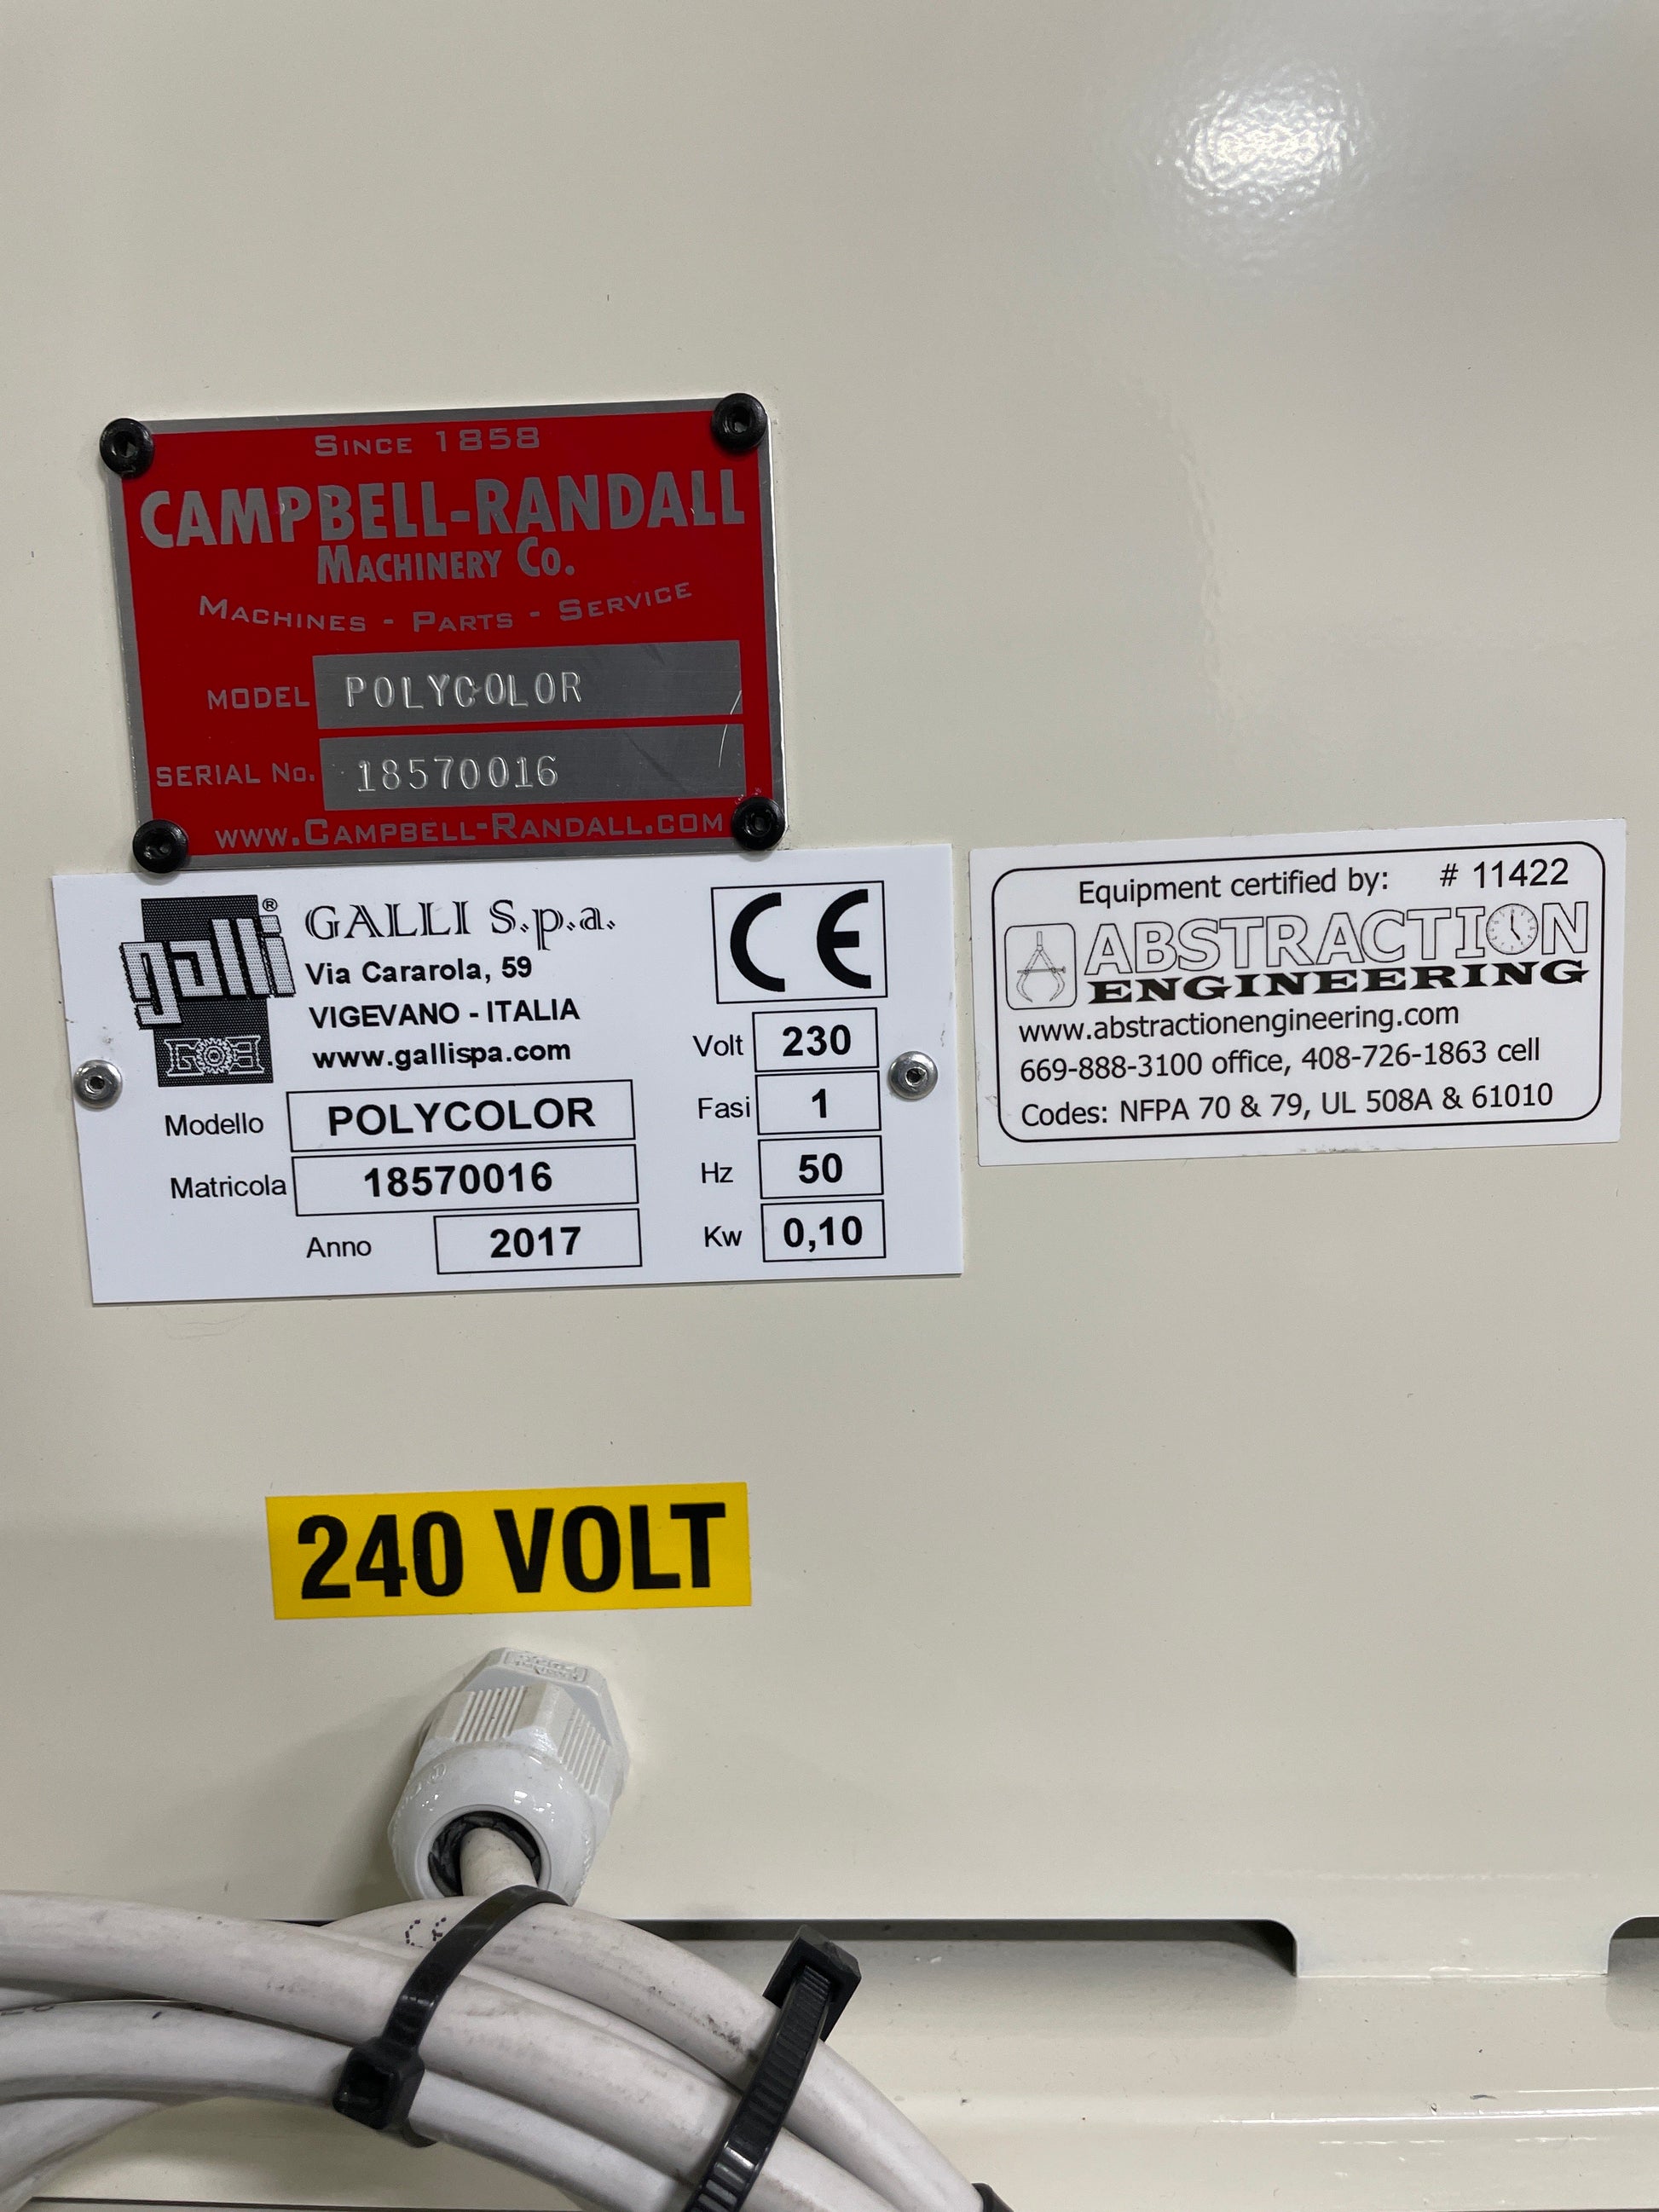 SINCE 1858
CAMPBELL-RANDALL
MACHINERY CO.
MACHINES - PARTS - SERVICE
MODEL POLYCOLOR
SERIAL No. 18570016
WWW.CAMPBELL-RANDALL.COM
galli®
GALLI S.p.a.
Via Cararola, 59
VIGEVANO - ITALIA
www.gallispa.com
Modello POLYCOLOR
Matricola 18570016
Anno 2017
CE
Volt 230
Fasi 1
Hz 50
Kw 0,10
Equipment certified by: # 11422
ABSTRACTION
ENGINEERING
www.abstractionengineering.com
669-888-3100 office, 408-726-1863 cell
Codes: NFPA 70 & 79, UL 508A & 61010
240 VOLT